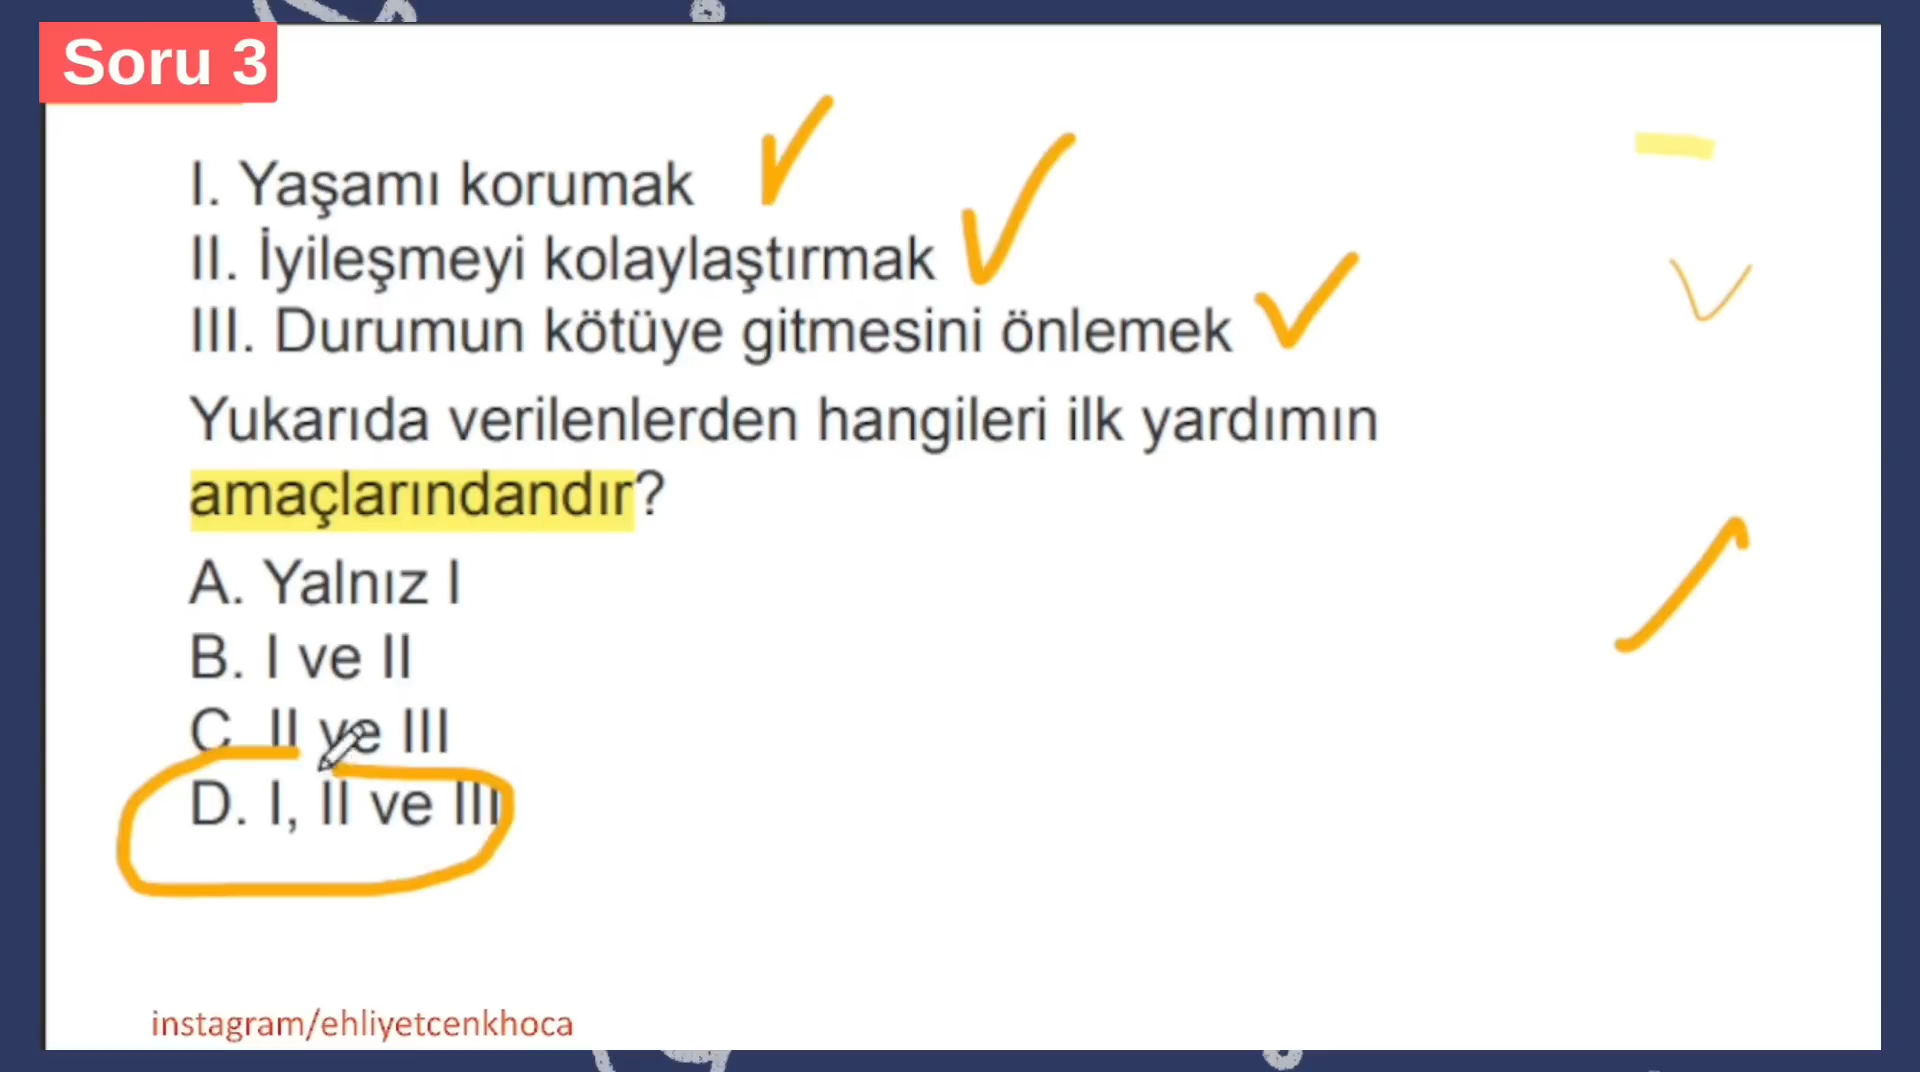 Soru 3
I. Yaşamı korumak
II. İyileşmeyi kolaylaştırmak
III. Durumun kötüye gitmesini önlemek
Yukarıda verilenlerden hangileri ilk yardımın
amaçlarındandır?
A. Yalnız I
B. I ve II
C. II ve III
D. I, II ve III
instagram/ehliyetcenkhoca